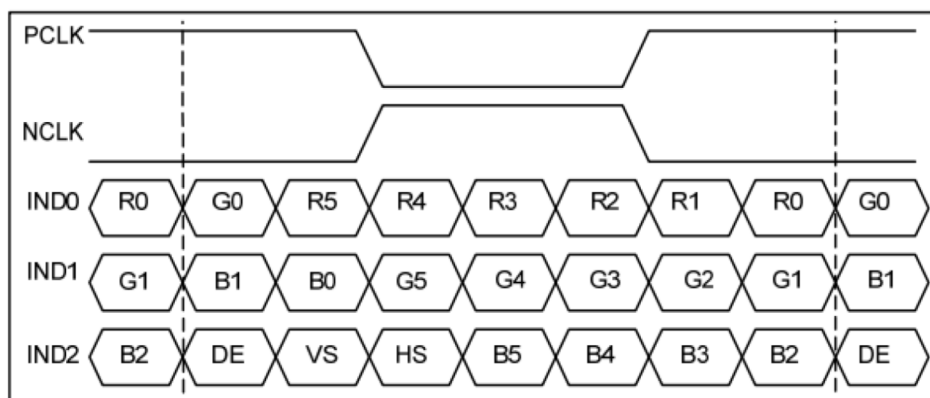 PCLK
NCLK
IND0 R0 G0 R5 R4 R3 R2 R1 R0 G0
IND1 G1 B1 B0 G5 G4 G3 G2 G1 B1
IND2 B2 DE VS HS B5 B4 B3 B2 DE